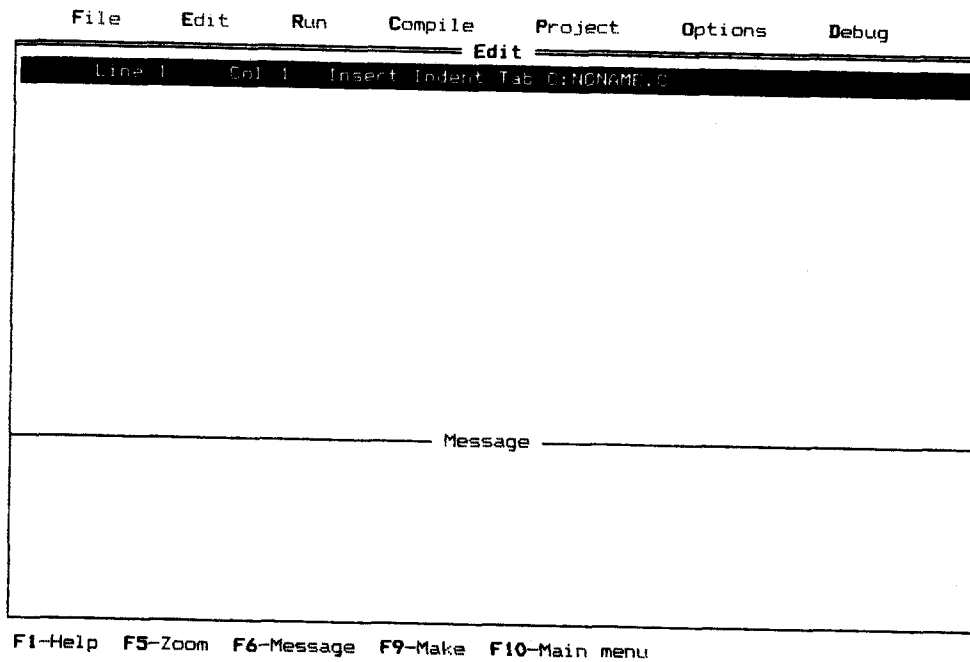 File Edit Run Compile Project Options Debug
Edit
Line 1 Col 1 Insert Indent Tab C:NONAME.C
Message
F1-Help F5-Zoom F6-Message F9-Make F10-Main menu